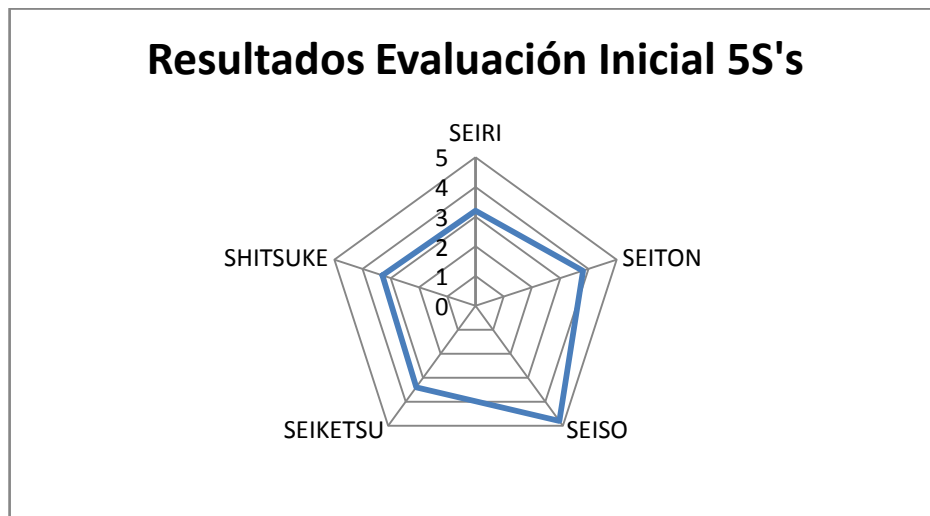 Resultados Evaluación Inicial 5S's
SEIRI
5
4
3
2
1
0
SHITSUKE
SEITON
SEIKETSU
SEISO